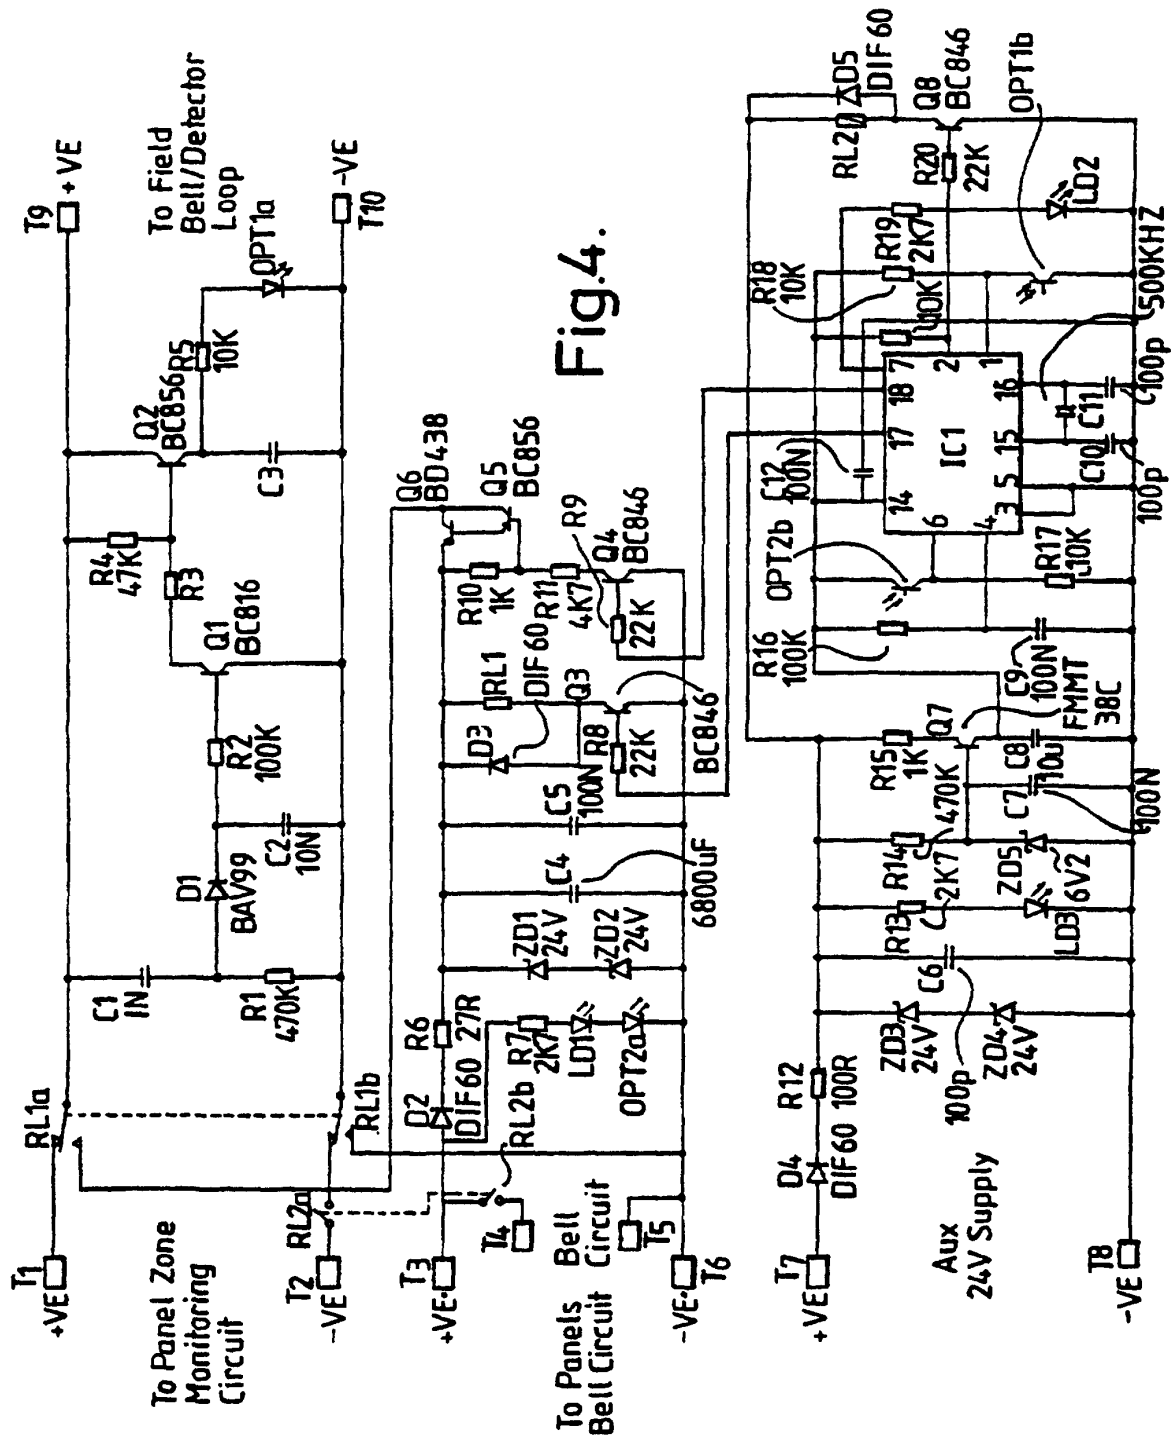 T1
+VE
To Panel Zone
Monitoring
Circuit
T2
-VE
RL1a
RL2a
RL1b
C1
1N
R1
470K
D1
BAV99
C2
10N
R2
100K
Q1
BC816
R3
R4
47K
Q2
BC856
C3
R5
10K
OPT1a
To Field
Bell/Detector
Loop
T9
+VE
T10
-VE
T3
+VE
T4
RL2b
To Panels
Bell Circuit
Bell
Circuit
T5
T6
-VE
D2
DIF60
R6
27R
R7
2K7
LD1
OPT2a
ZD1
24V
ZD2
24V
C4
6800uF
C5
100N
D3
DIF60
RL1
Q3
R8
22K
BC846
R10
1K
R11
4K7
R9
22K
Q4
BC846
Q6
BD438
Q5
BC856
Fig.4.
T7
+VE
Aux
24V Supply
T8
-VE
D4
DIF60
R12
100R
ZD3
24V
ZD4
24V
C6
100p
R13
2K7
LD3
R14
470K
ZD5
6V2
C7
100N
R15
1K
Q7
FMMT
38C
C8
10u
R16
100K
C9
100N
OPT2b
R17
10K
C12
100N
14
17
18
7
6
IC1
2
4
3
5
15
16
1
C10
100p
C11
100p
500KHZ
R18
10K
10K
R19
2K7
LD2
R20
22K
RL2
D5
DIF60
Q8
BC846
OPT1b